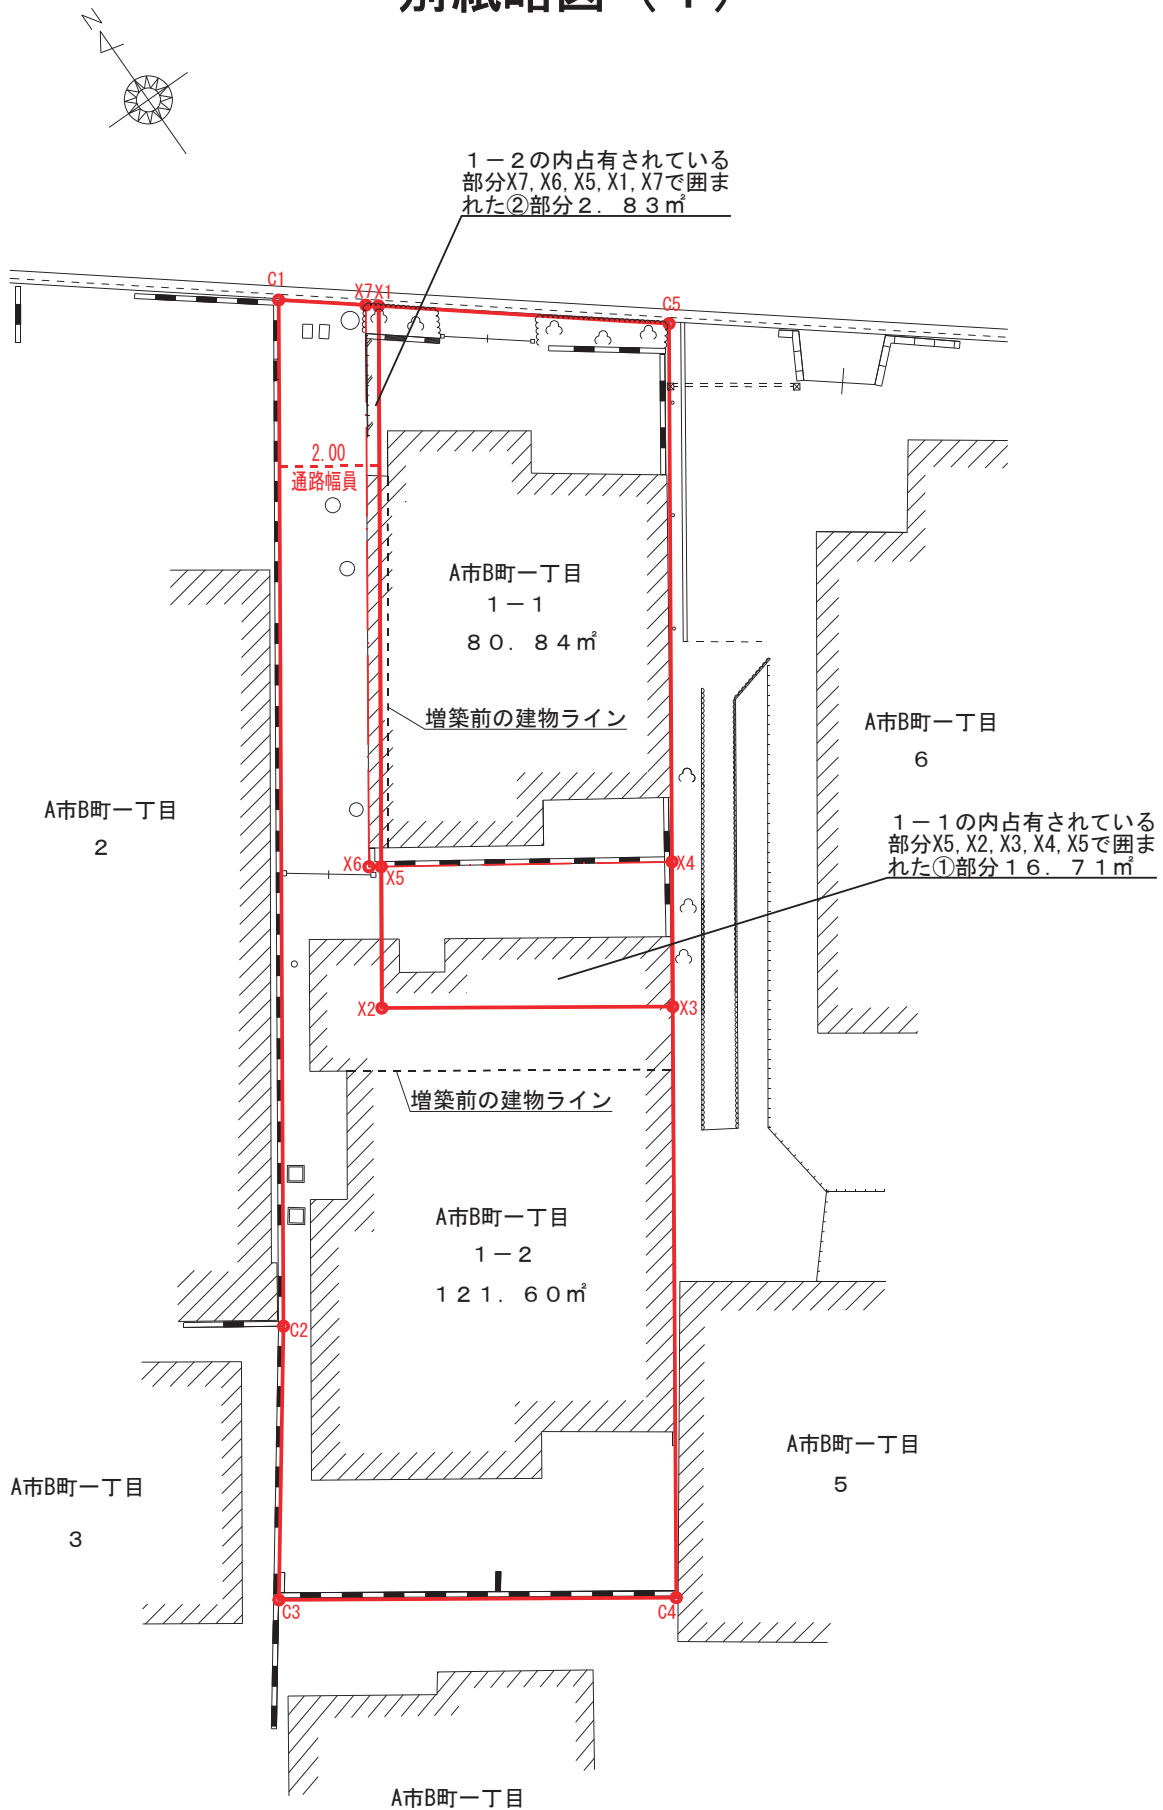 別紙略図（１）
N
１－２の内占有されている
部分X7,X6,X5,X1,X7で囲ま
れた②部分２．８３㎡
C1
X7
X1
C5
2.00
通路幅員
A市B町一丁目
１－１
８０．８４㎡
増築前の建物ライン
A市B町一丁目
６
A市B町一丁目
２
１－１の内占有されている
部分X5,X2,X3,X4,X5で囲ま
れた①部分１６．７１㎡
X6
X5
X4
X2
X3
増築前の建物ライン
A市B町一丁目
１－２
１２１．６０㎡
C2
A市B町一丁目
５
A市B町一丁目
３
C3
C4
A市B町一丁目